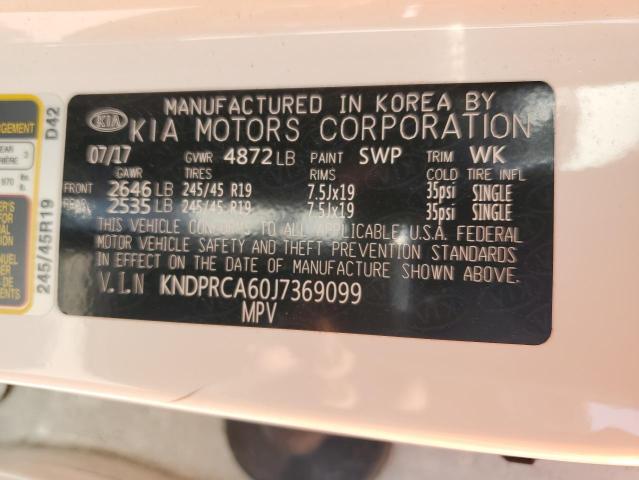 MANUFACTURED IN KOREA BY
KIA KIA MOTORS CORPORATION
07/17 GVWR 4872 LB PAINT SWP TRIM WK
GAWR TIRES RIMS COLD TIRE INFL
FRONT 2646 LB 245/45 R19 7.5Jx19 35psi SINGLE
REAR 2535 LB 245/45 R19 7.5Jx19 35psi SINGLE
THIS VEHICLE CONFORMS TO ALL APPLICABLE U.S.A. FEDERAL
MOTOR VEHICLE SAFETY AND THEFT PREVENTION STANDARDS
IN EFFECT ON THE DATE OF MANUFACTURE SHOWN ABOVE.
V.I.N KNDPRCA60J7369099
MPV
D42
245/45R19